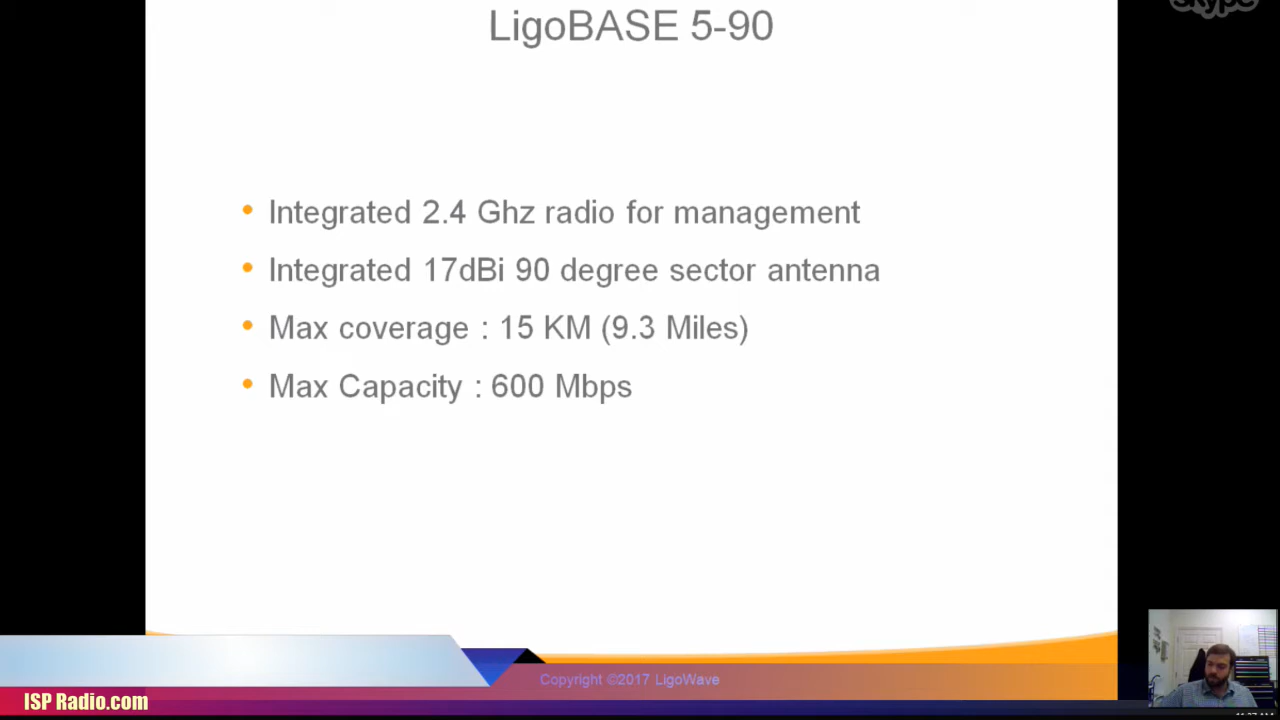 skype
LigoBASE 5-90
Integrated 2.4 Ghz radio for management
Integrated 17dBi 90 degree sector antenna
Max coverage : 15 KM (9.3 Miles)
Max Capacity : 600 Mbps
Copyright ©2017 LigoWave
ISP Radio.com